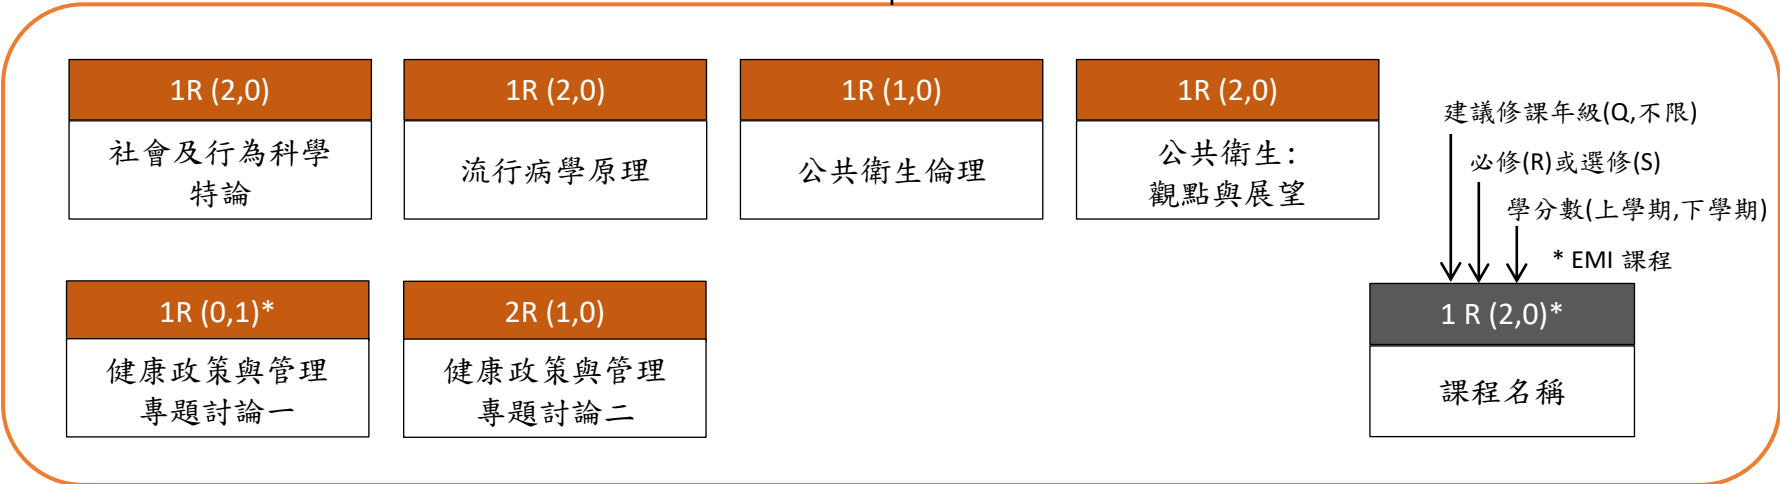 1R (2,0)
社會及行為科學
特論
1R (2,0)
流行病學原理
1R (1,0)
公共衛生倫理
1R (2,0)
公共衛生:
觀點與展望
建議修課年級(Q,不限)
必修(R)或選修(S)
學分數(上學期,下學期)
* EMI 課程
1R (0,1)*
健康政策與管理
專題討論一
2R (1,0)
健康政策與管理
專題討論二
1 R (2,0)*
課程名稱